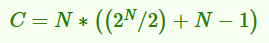 C = N * ((2^N/2) + N − 1)